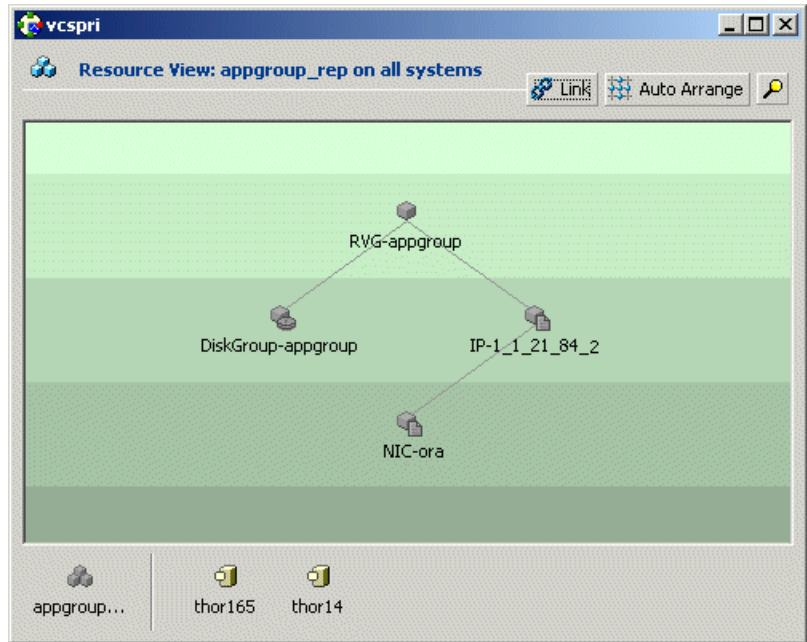 vcspri
Resource View: appgroup_rep on all systems
Link
Auto Arrange
RVG-appgroup
DiskGroup-appgroup
IP-1_1_21_84_2
NIC-ora
appgroup...
thor165
thor14